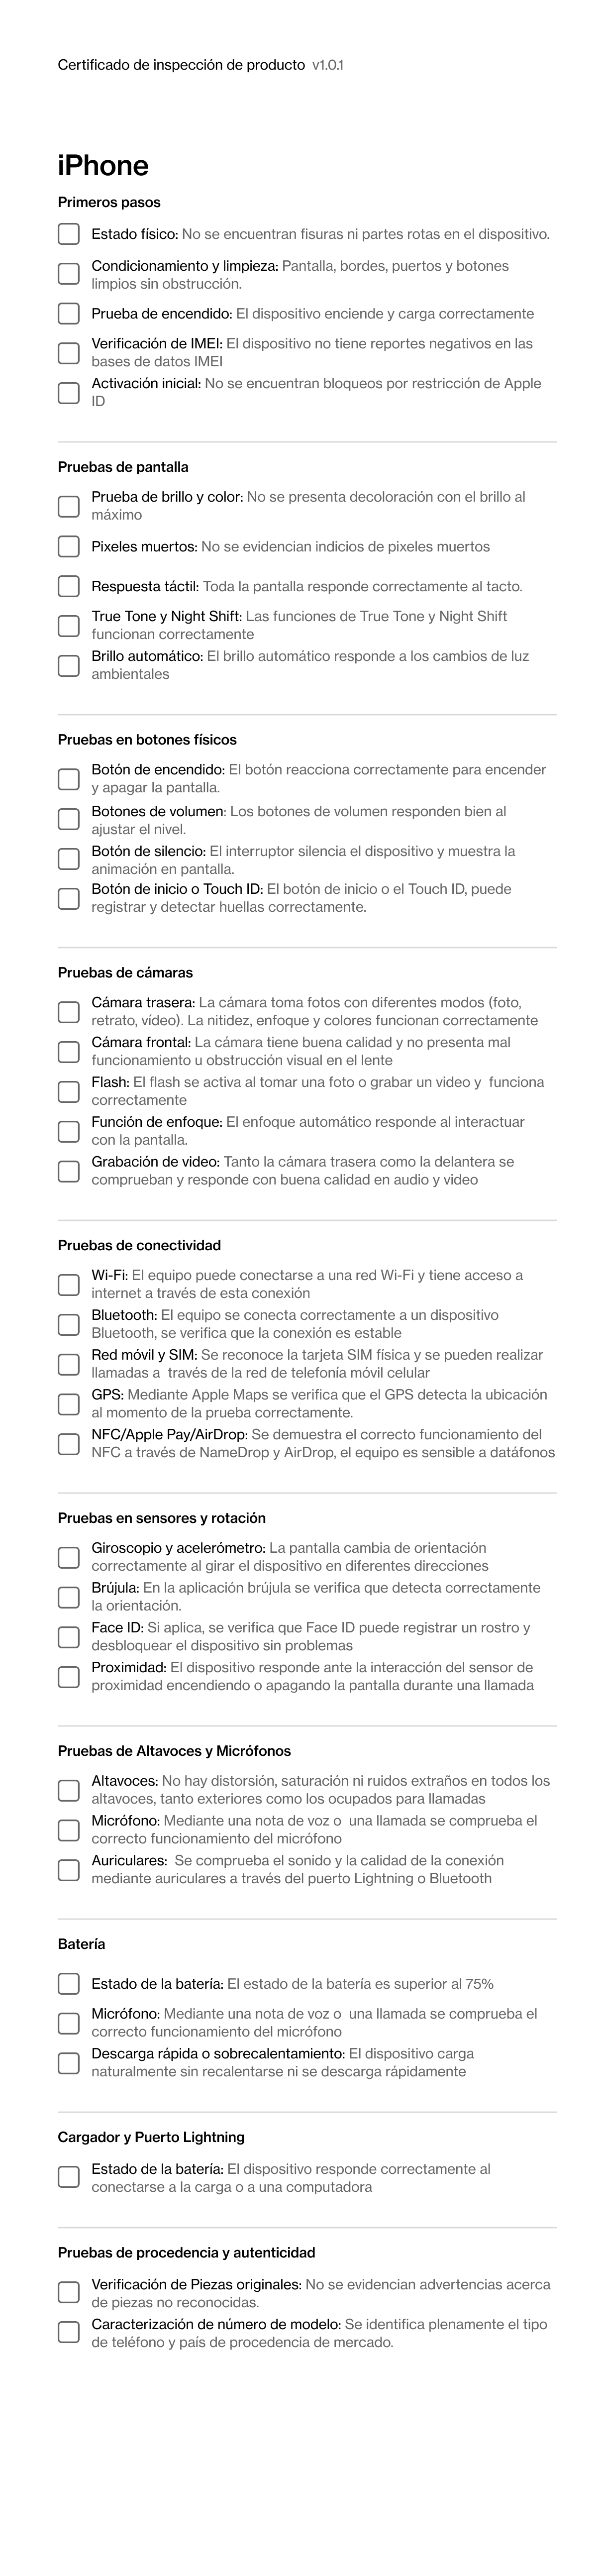 Certificado de inspección de producto  v1.0.1
iPhone
Primeros pasos
Estado físico: No se encuentran fisuras ni partes rotas en el dispositivo.
Condicionamiento y limpieza: Pantalla, bordes, puertos y botones
limpios sin obstrucción.
Prueba de encendido: El dispositivo enciende y carga correctamente
Verificación de IMEI: El dispositivo no tiene reportes negativos en las
bases de datos IMEI
Activación inicial: No se encuentran bloqueos por restricción de Apple
ID
Pruebas de pantalla
Prueba de brillo y color: No se presenta decoloración con el brillo al
máximo
Pixeles muertos: No se evidencian indicios de pixeles muertos
Respuesta táctil: Toda la pantalla responde correctamente al tacto.
True Tone y Night Shift: Las funciones de True Tone y Night Shift
funcionan correctamente
Brillo automático: El brillo automático responde a los cambios de luz
ambientales
Pruebas en botones físicos
Botón de encendido: El botón reacciona correctamente para encender
y apagar la pantalla.
Botones de volumen: Los botones de volumen responden bien al
ajustar el nivel.
Botón de silencio: El interruptor silencia el dispositivo y muestra la
animación en pantalla.
Botón de inicio o Touch ID: El botón de inicio o el Touch ID, puede
registrar y detectar huellas correctamente.
Pruebas de cámaras
Cámara trasera: La cámara toma fotos con diferentes modos (foto,
retrato, vídeo). La nitidez, enfoque y colores funcionan correctamente
Cámara frontal: La cámara tiene buena calidad y no presenta mal
funcionamiento u obstrucción visual en el lente
Flash: El flash se activa al tomar una foto o grabar un video y  funciona
correctamente
Función de enfoque: El enfoque automático responde al interactuar
con la pantalla.
Grabación de video: Tanto la cámara trasera como la delantera se
comprueban y responde con buena calidad en audio y video
Pruebas de conectividad
Wi-Fi: El equipo puede conectarse a una red Wi-Fi y tiene acceso a
internet a través de esta conexión
Bluetooth: El equipo se conecta correctamente a un dispositivo
Bluetooth, se verifica que la conexión es estable
Red móvil y SIM: Se reconoce la tarjeta SIM física y se pueden realizar
llamadas a  través de la red de telefonía móvil celular
GPS: Mediante Apple Maps se verifica que el GPS detecta la ubicación
al momento de la prueba correctamente.
NFC/Apple Pay/AirDrop: Se demuestra el correcto funcionamiento del
NFC a través de NameDrop y AirDrop, el equipo es sensible a datáfonos
Pruebas en sensores y rotación
Giroscopio y acelerómetro: La pantalla cambia de orientación
correctamente al girar el dispositivo en diferentes direcciones
Brújula: En la aplicación brújula se verifica que detecta correctamente
la orientación.
Face ID: Si aplica, se verifica que Face ID puede registrar un rostro y
desbloquear el dispositivo sin problemas
Proximidad: El dispositivo responde ante la interacción del sensor de
proximidad encendiendo o apagando la pantalla durante una llamada
Pruebas de Altavoces y Micrófonos
Altavoces: No hay distorsión, saturación ni ruidos extraños en todos los
altavoces, tanto exteriores como los ocupados para llamadas
Micrófono: Mediante una nota de voz o  una llamada se comprueba el
correcto funcionamiento del micrófono
Auriculares:  Se comprueba el sonido y la calidad de la conexión
mediante auriculares a través del puerto Lightning o Bluetooth
Batería
Estado de la batería: El estado de la batería es superior al 75%
Micrófono: Mediante una nota de voz o  una llamada se comprueba el
correcto funcionamiento del micrófono
Descarga rápida o sobrecalentamiento: El dispositivo carga
naturalmente sin recalentarse ni se descarga rápidamente
Cargador y Puerto Lightning
Estado de la batería: El dispositivo responde correctamente al
conectarse a la carga o a una computadora
Pruebas de procedencia y autenticidad
Verificación de Piezas originales: No se evidencian advertencias acerca
de piezas no reconocidas.
Caracterización de número de modelo: Se identifica plenamente el tipo
de teléfono y país de procedencia de mercado.